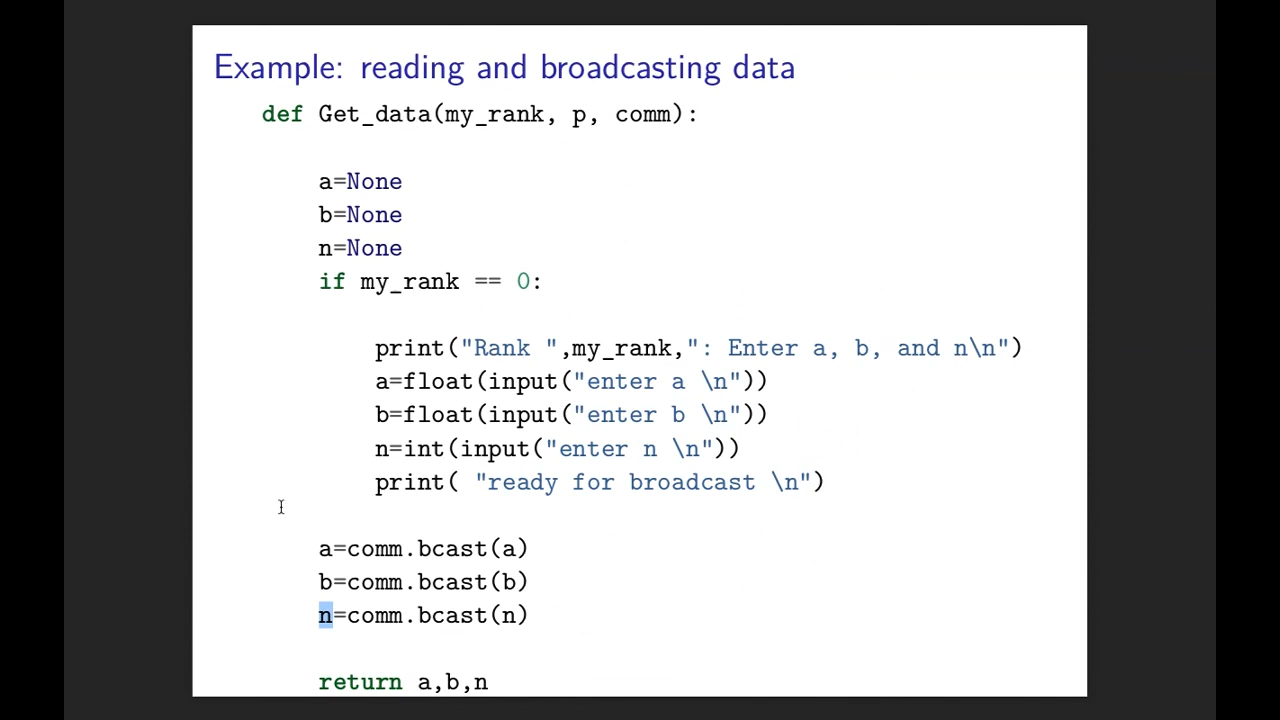 Example: reading and broadcasting data
def Get_data(my_rank, p, comm):
a=None
b=None
n=None
if my_rank == 0:
print("Rank ",my_rank,": Enter a, b, and n\n")
a=float(input("enter a \n"))
b=float(input("enter b \n"))
n=int(input("enter n \n"))
print( "ready for broadcast \n")
a=comm.bcast(a)
b=comm.bcast(b)
n=comm.bcast(n)
return a,b,n